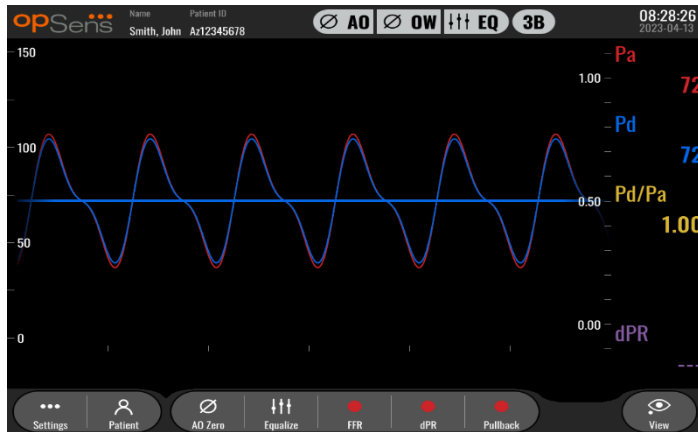 opSens
Name Patient ID
Smith, John Az12345678
Ø AO Ø OW EQ 3B
08:28:26
2023-04-13
150
100
50
0
1.00
0.50
0.00
Pa
72
Pd
72
Pd/Pa
1.00
dPR
---
Settings Patient AO Zero Equalize FFR dPR Pullback View